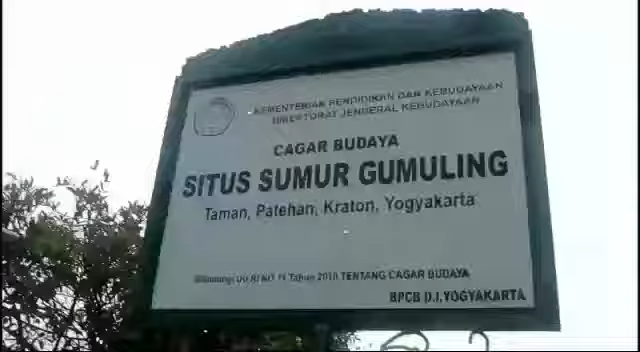 KEMENTERIAN PENDIDIKAN DAN KEBUDAYAAN
DIREKTORAT JENDERAL KEBUDAYAAN
CAGAR BUDAYA
SITUS SUMUR GUMULING
Taman, Patehan, Kraton, Yogyakarta
Tahun 2010 TENTANG CAGAR BUDAYA
BPCB D.I.YOGYAKARTA